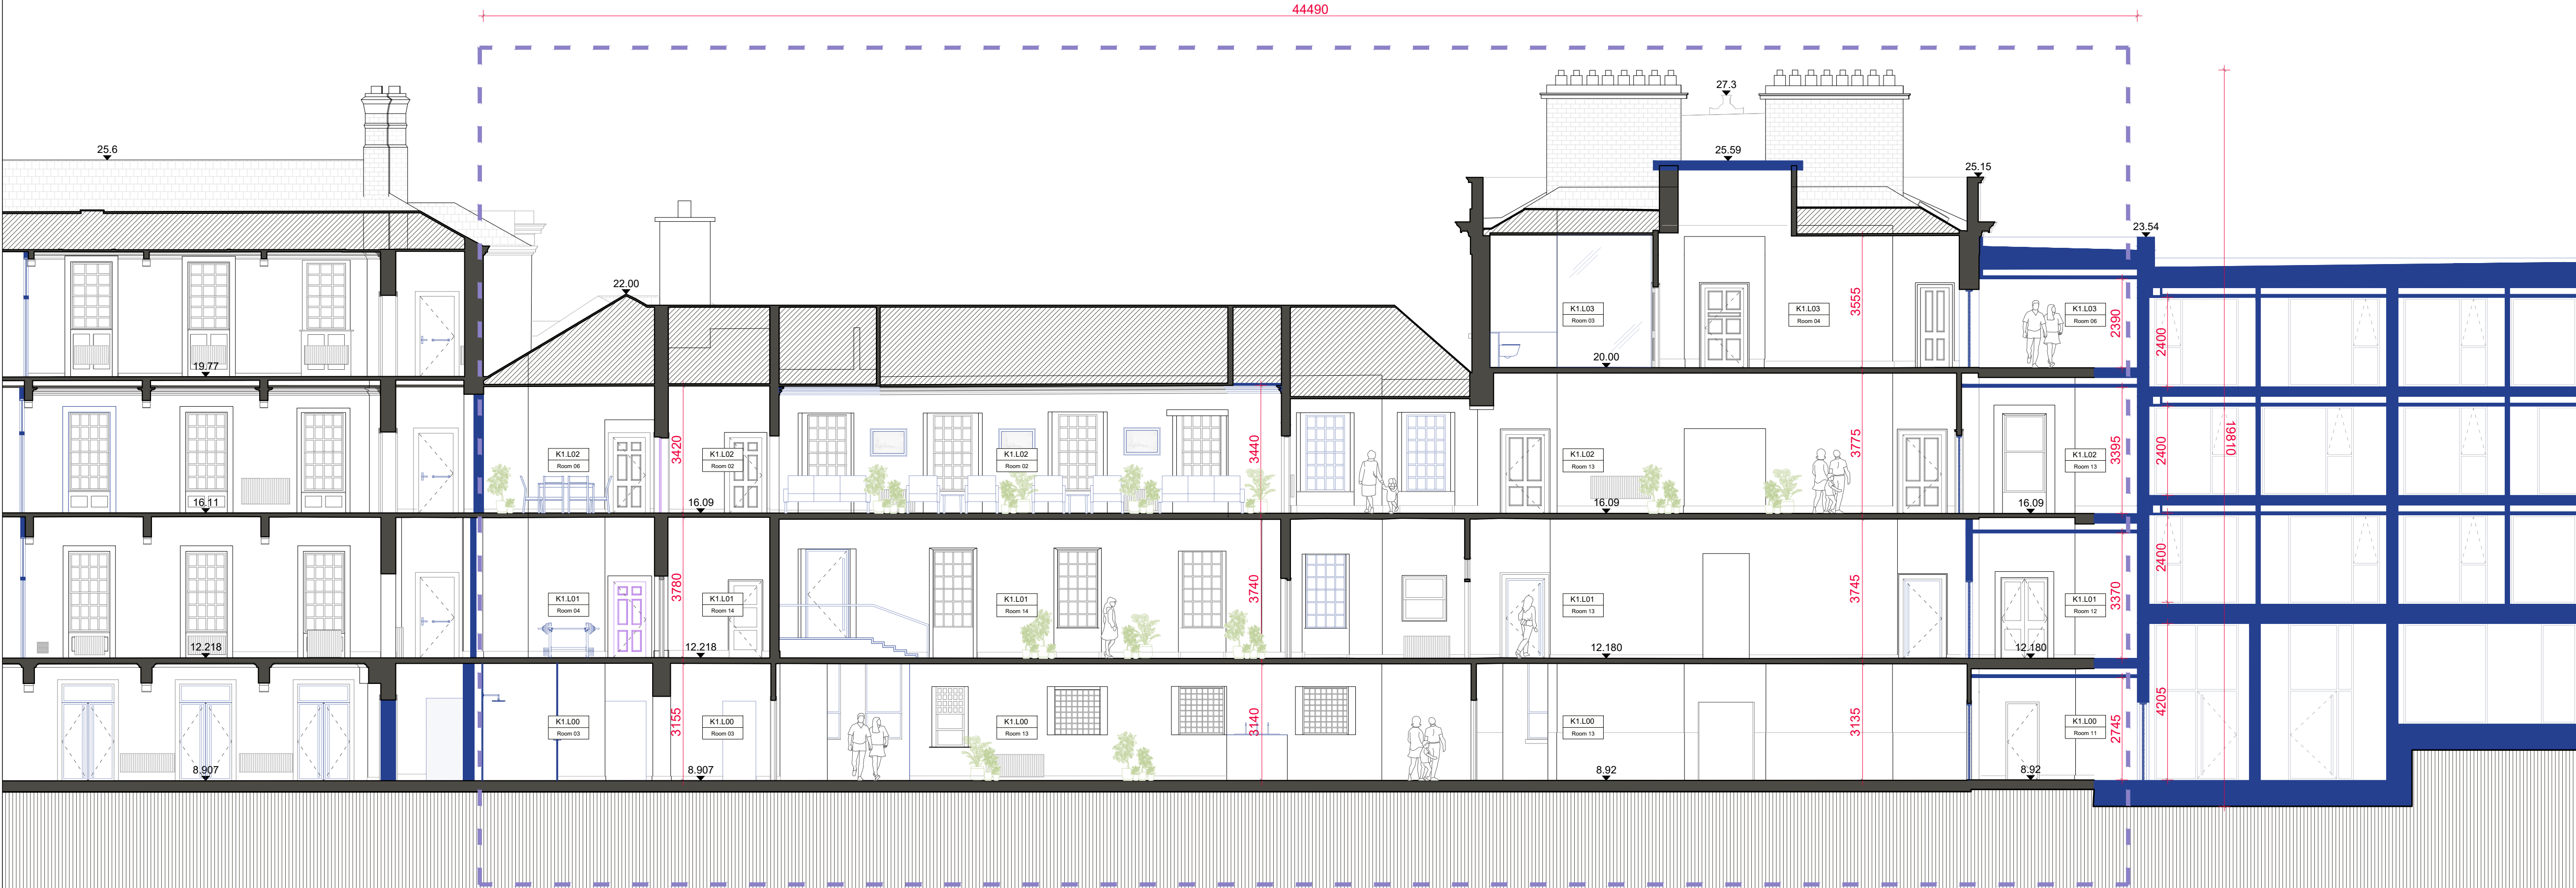 44490
27.3
25.6
25.59
25.15
23.54
22.00
K1.L03
Room 03
K1.L03
Room 04
3555
K1.L03
Room 06
2390
2400
19.77
20.00
K1.L02
Room 06
3420
K1.L02
Room 02
K1.L02
Room 02
3440
K1.L02
Room 13
3775
K1.L02
Room 13
3395
2400
19810
16.11
16.09
16.09
16.09
K1.L01
Room 04
3780
K1.L01
Room 14
K1.L01
Room 14
3740
K1.L01
Room 13
3745
K1.L01
Room 12
3370
2400
12.218
12.218
12.180
12.180
K1.L00
Room 03
3155
K1.L00
Room 03
K1.L00
Room 13
3140
K1.L00
Room 13
3135
K1.L00
Room 11
2745
4205
8.907
8.907
8.92
8.92